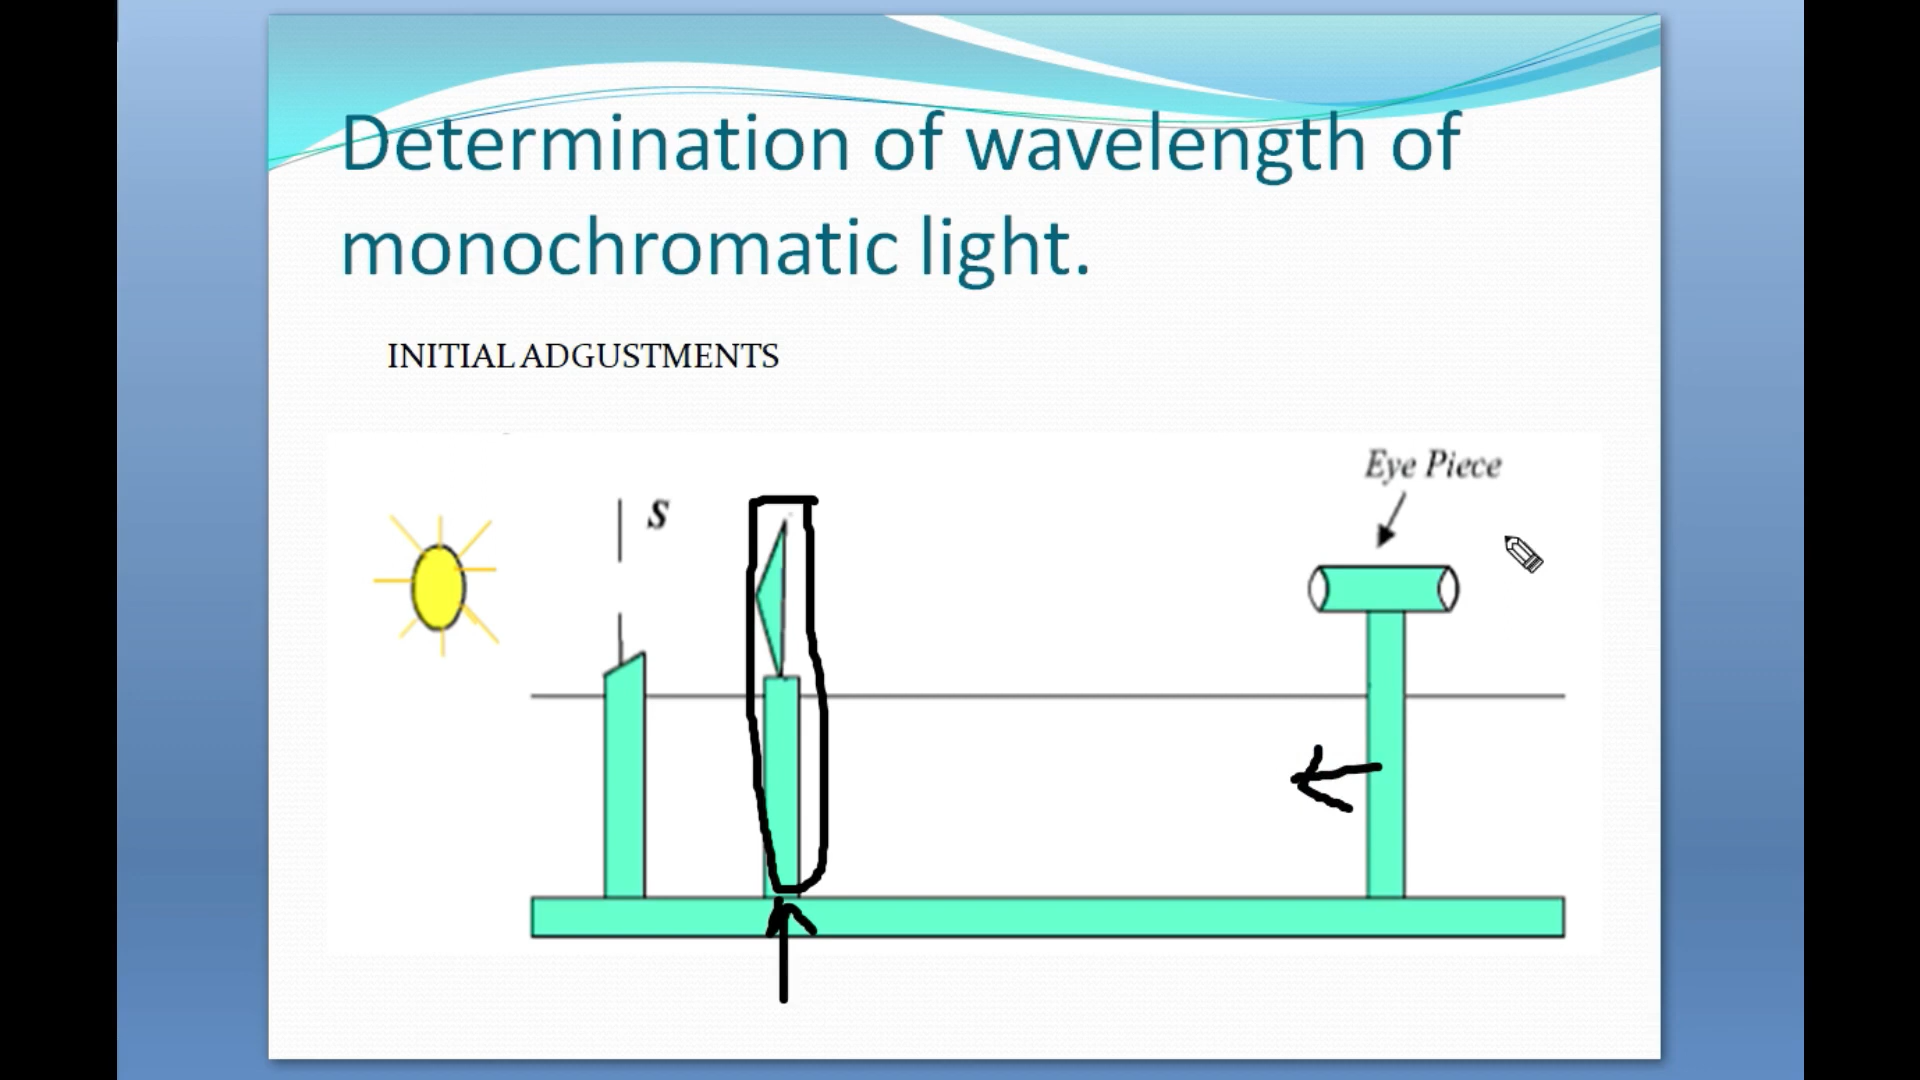 Determination of wavelength of
monochromatic light.
INITIAL ADGUSTMENTS
Eye Piece
S